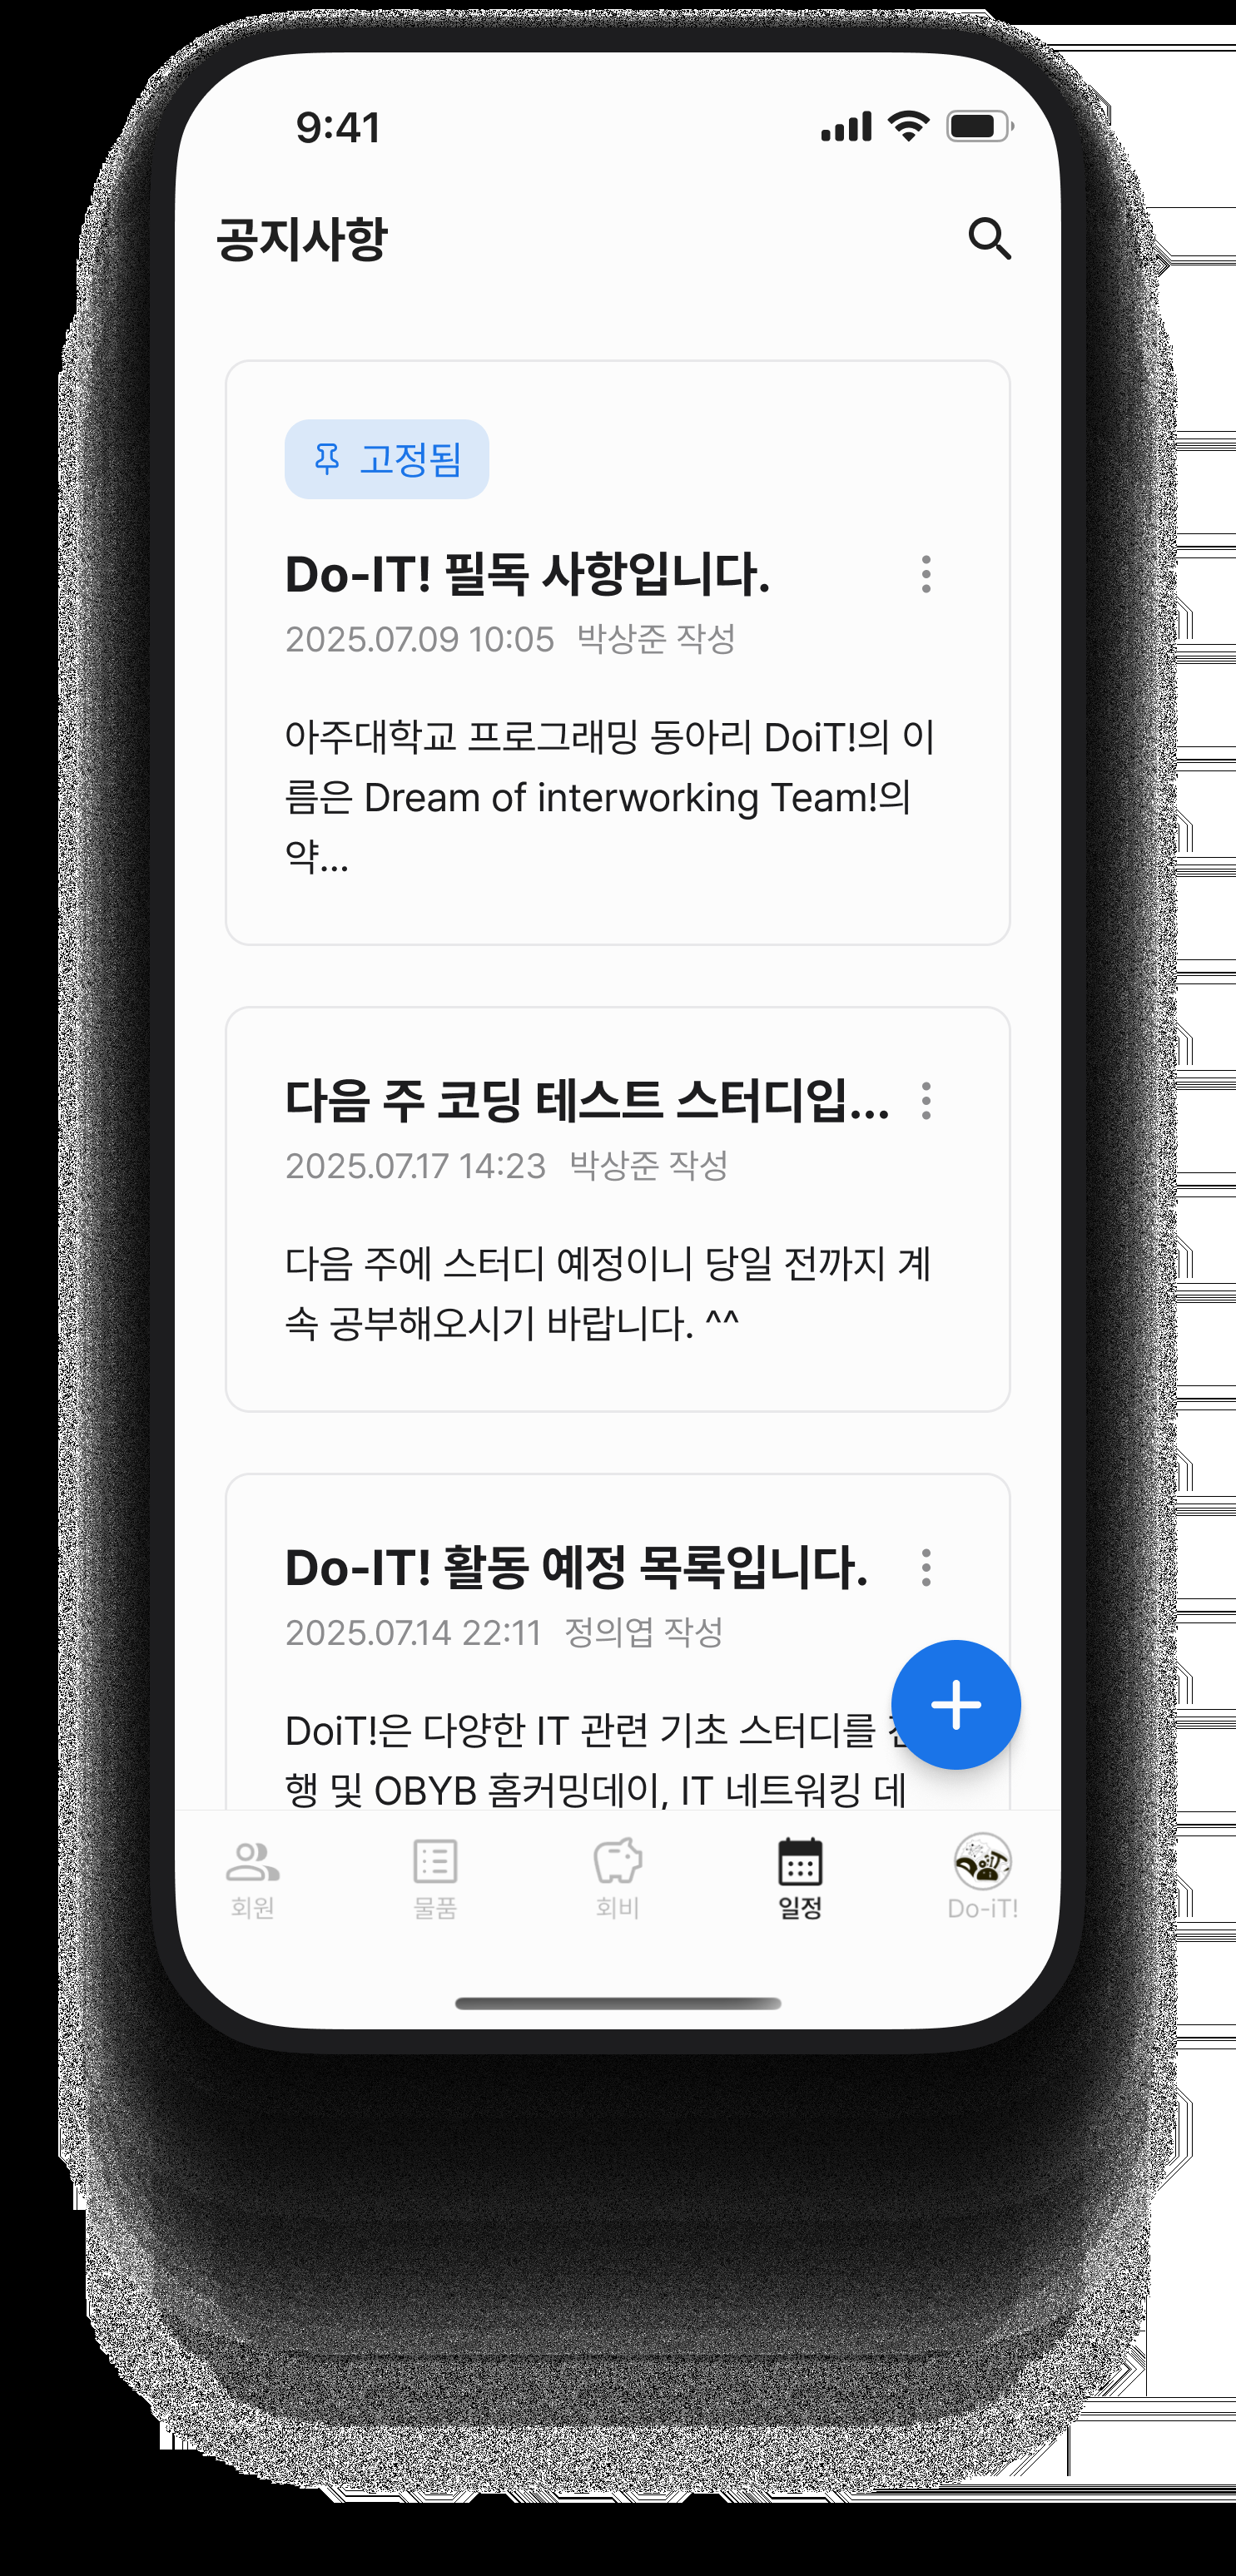 9:41
공지사항
고정됨
Do-IT! 필독 사항입니다.
2025.07.09 10:05 박상준 작성
아주대학교 프로그래밍 동아리 DoiT!의 이
름은 Dream of interworking Team!의
약...
다음 주 코딩 테스트 스터디입...
2025.07.17 14:23 박상준 작성
다음 주에 스터디 예정이니 당일 전까지 계
속 공부해오시기 바랍니다. ^^
Do-IT! 활동 예정 목록입니다.
2025.07.14 22:11 정의엽 작성
DoiT!은 다양한 IT 관련 기초 스터디를
행 및 OBYB 홈커밍데이, IT 네트워킹 데
회원 물품 회비 일정 Do-iT!